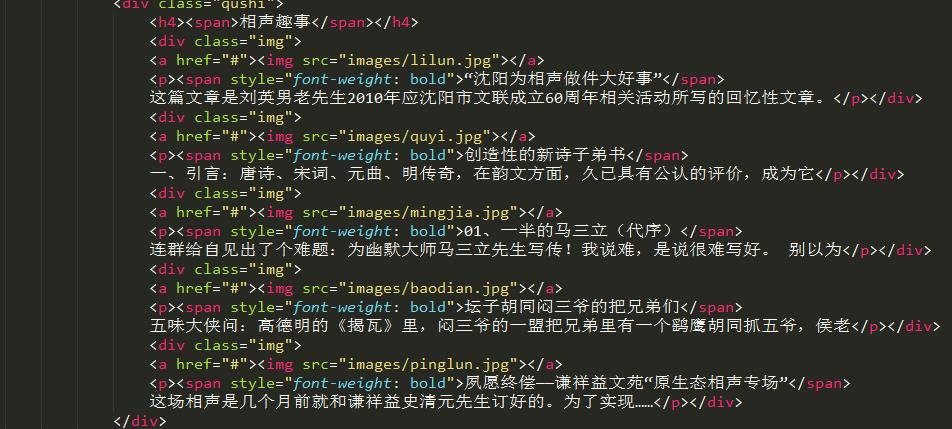 <div class="qushi">
<h4><span>相声趣事</span></h4>
<div class="img">
<a href="#"><img src="images/lilun.jpg"></a>
<p><span style="font-weight: bold">“沈阳为相声做件大好事”</span>
这篇文章是刘英男老先生2010年应沈阳市文联成立60周年相关活动所写的回忆性文章。</p></div>
<div class="img">
<a href="#"><img src="images/quyi.jpg"></a>
<p><span style="font-weight: bold">创造性的新诗子弟书</span>
一、引言：唐诗、宋词、元曲、明传奇，在韵文方面，久已具有公认的评价，成为它</p></div>
<div class="img">
<a href="#"><img src="images/mingjia.jpg"></a>
<p><span style="font-weight: bold">01、一半的马三立（代序）</span>
连群给自见出了个难题：为幽默大师马三立先生写传！我说难，是说很难写好。 别以为</p></div>
<div class="img">
<a href="#"><img src="images/baodian.jpg"></a>
<p><span style="font-weight: bold">坛子胡同闷三爷的把兄弟们</span>
五味大侠问：高德明的《揭瓦》里，闷三爷的一盟把兄弟里有一个鹞鹰胡同抓五爷，侯老</p></div>
<div class="img">
<a href="#"><img src="images/pinglun.jpg"></a>
<p><span style="font-weight: bold">夙愿终偿——谦祥益文苑“原生态相声专场”</span>
这场相声是几个月前就和谦祥益史清元先生订好的。为了实现……</p></div>
</div>